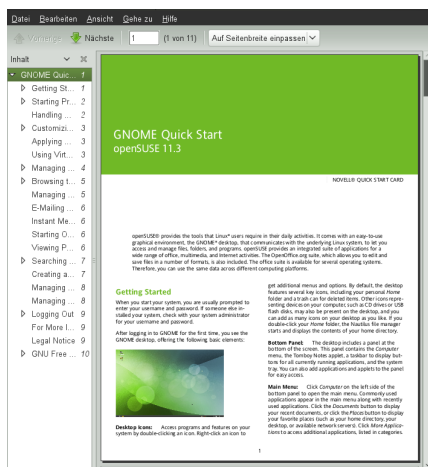 Datei Bearbeiten Ansicht Gehe zu Hilfe
Vorherige Nächste 1 (1 von 11) Auf Seitenbreite einpassen
Inhalt
GNOME Quic... 1
Getting St... 1
Starting Pr... 2
Handling ... 2
Customizi... 3
Applying ... 3
Using Virt... 3
Managing ... 4
Browsing t... 5
Managing ... 5
E-Mailing ... 6
Instant Me... 6
Starting O... 6
Viewing P... 6
Searching ... 7
Creating a... 7
Managing ... 8
Managing ... 8
Logging Out 9
For More I... 9
Legal Notice 9
GNU Free ... 10
GNOME Quick Start
openSUSE 11.3
NOVELL® QUICK START CARD
openSUSE® provides the tools that Linux* users require in their daily activities. It comes with an easy-to-use
graphical environment, the GNOME* desktop, that communicates with the underlying Linux system, to let you
access and manage files, folders, and programs. openSUSE provides an integrated suite of applications for a
wide range of office, multimedia, and Internet activities. The OpenOffice.org suite, which allows you to edit and
save files in a number of formats, is also included. The office suite is available for several operating systems.
Therefore, you can use the same data across different computing platforms.
Getting Started
When you start your system, you are usually prompted to
enter your username and password. If someone else in-
stalled your system, check with your system administrator
for your username and password.
After logging in to GNOME for the first time, you see the
GNOME desktop, offering the following basic elements:
Desktop Icons: Access programs and features on your
system by double-clicking an icon. Right-click an icon to
get additional menus and options. By default, the desktop
features several key icons, including your personal Home
folder and a trash can for deleted items. Other icons repre-
senting devices on your computer, such as CD drives or USB
flash disks, may also be present on the desktop, and you
can add as many icons on your desktop as you like. If you
double-click your Home folder, the Nautilus file manager
starts and displays the contents of your home directory.
Bottom Panel: The desktop includes a panel at the
bottom of the screen. This panel contains the Computer
menu, the Tomboy Notes applet, a taskbar to display but-
tons for all currently running applications, and the system
tray. You can also add applications and applets to the panel
for easy access.
Main Menu: Click Computer on the left side of the
bottom panel to open the main menu. Commonly used
applications appear in the main menu along with recently
used applications. Click the Documents button to display
your recent documents, or click the Places button to display
your favorite places (such as your home directory, your
desktop, or available network servers). Click More Applica-
tions to access additional applications, listed in categories.
1